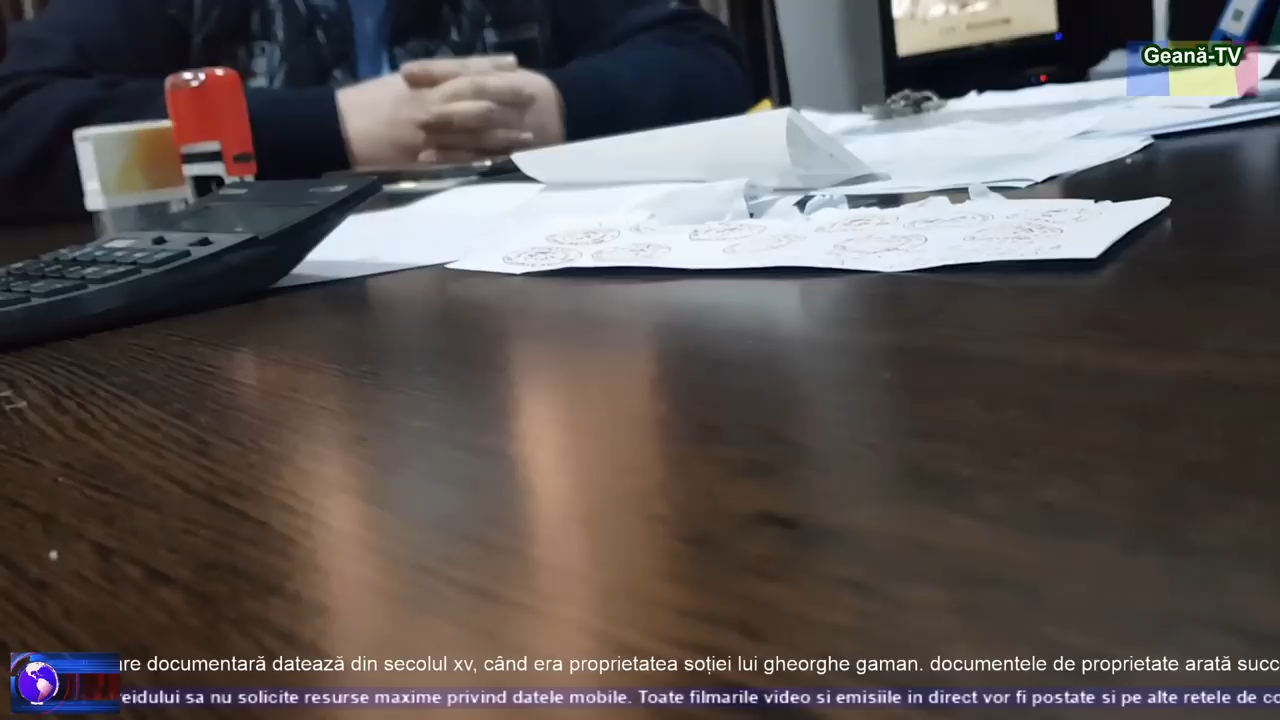 Geană-TV
are documentară datează din secolul xv, când era proprietatea soției lui gheorghe gaman. documentele de proprietate arată succ
veidului sa nu solicite resurse maxime privind datele mobile. Toate filmarile video si emisiile in direct vor fi postate si pe alte retele de co